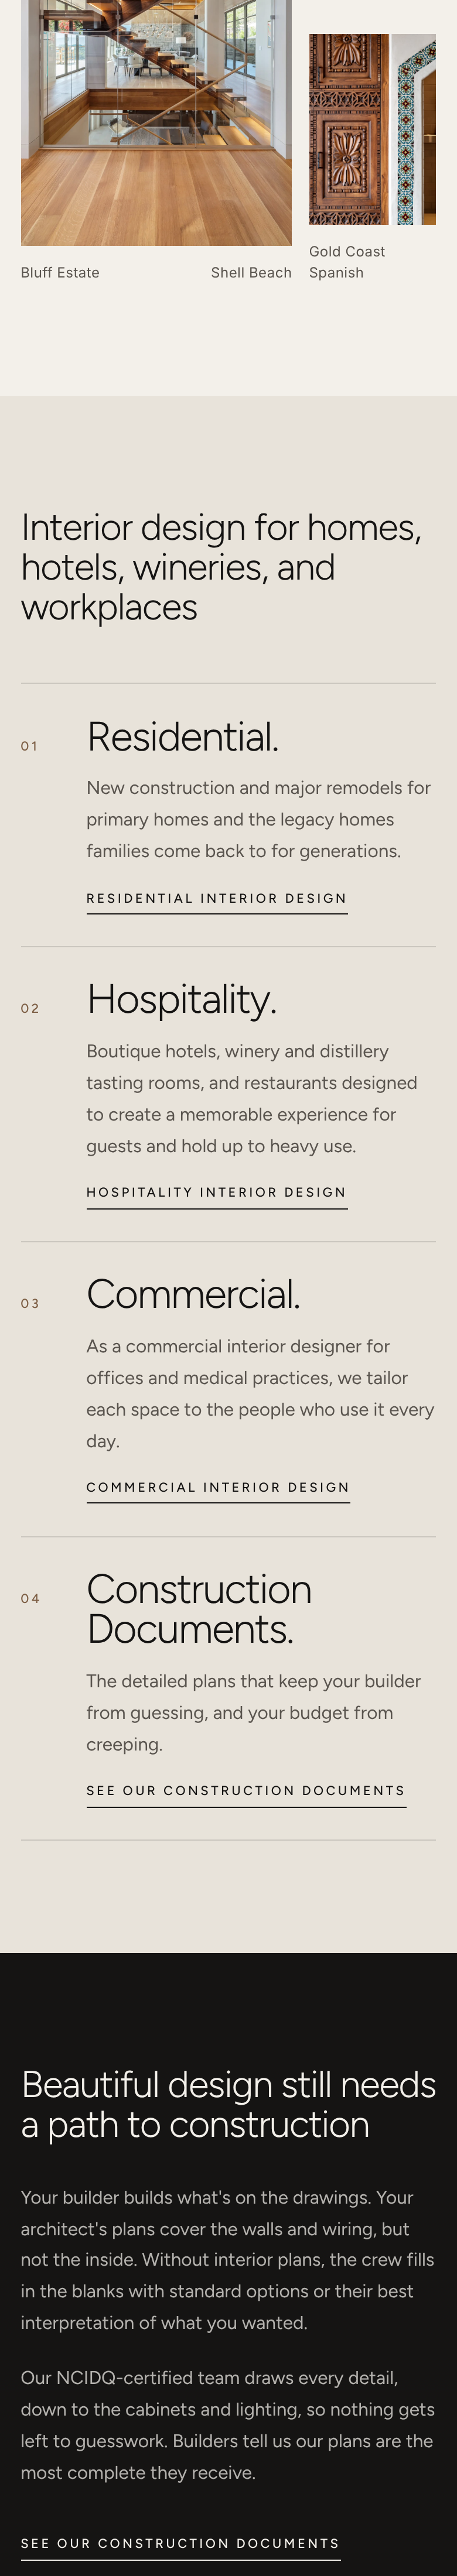 Bluff Estate
Shell Beach
Gold Coast
Spanish
Interior design for homes,
hotels, wineries, and
workplaces
01
Residential.
New construction and major remodels for
primary homes and the legacy homes
families come back to for generations.
RESIDENTIAL INTERIOR DESIGN
02
Hospitality.
Boutique hotels, winery and distillery
tasting rooms, and restaurants designed
to create a memorable experience for
guests and hold up to heavy use.
HOSPITALITY INTERIOR DESIGN
03
Commercial.
As a commercial interior designer for
offices and medical practices, we tailor
each space to the people who use it every
day.
COMMERCIAL INTERIOR DESIGN
04
Construction
Documents.
The detailed plans that keep your builder
from guessing, and your budget from
creeping.
SEE OUR CONSTRUCTION DOCUMENTS
Beautiful design still needs
a path to construction
Your builder builds what's on the drawings. Your
architect's plans cover the walls and wiring, but
not the inside. Without interior plans, the crew fills
in the blanks with standard options or their best
interpretation of what you wanted.
Our NCIDQ-certified team draws every detail,
down to the cabinets and lighting, so nothing gets
left to guesswork. Builders tell us our plans are the
most complete they receive.
SEE OUR CONSTRUCTION DOCUMENTS